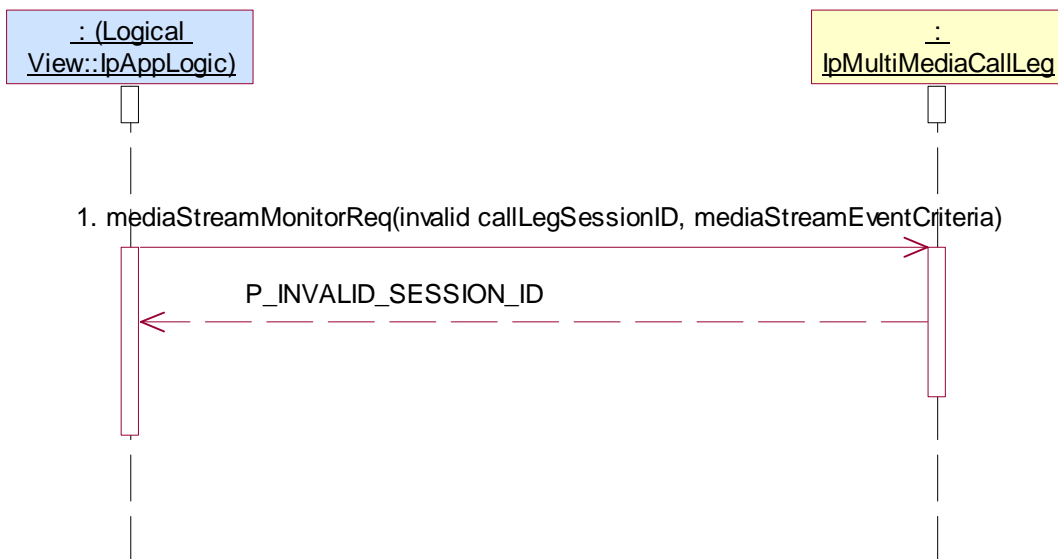 : (Logical
View::IpAppLogic)
:
IpMultiMediaCallLeg
1. mediaStreamMonitorReq(invalid callLegSessionID, mediaStreamEventCriteria)
P_INVALID_SESSION_ID